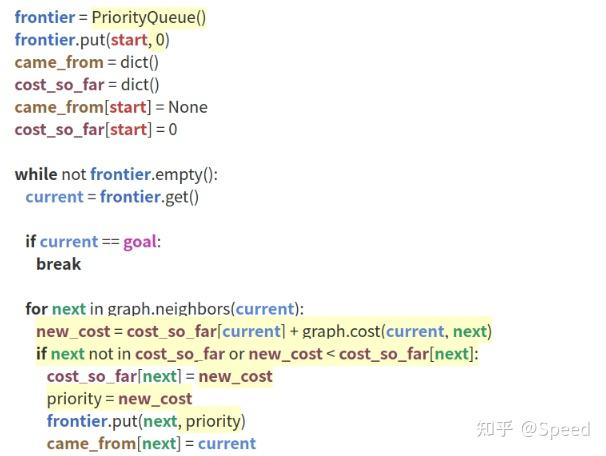 frontier = PriorityQueue()
frontier.put(start, 0)
came_from = dict()
cost_so_far = dict()
came_from[start] = None
cost_so_far[start] = 0
while not frontier.empty():
current = frontier.get()
if current == goal:
break
for next in graph.neighbors(current):
new_cost = cost_so_far[current] + graph.cost(current, next)
if next not in cost_so_far or new_cost < cost_so_far[next]:
cost_so_far[next] = new_cost
priority = new_cost
frontier.put(next, priority)
came_from[next] = current
知乎 @Speed